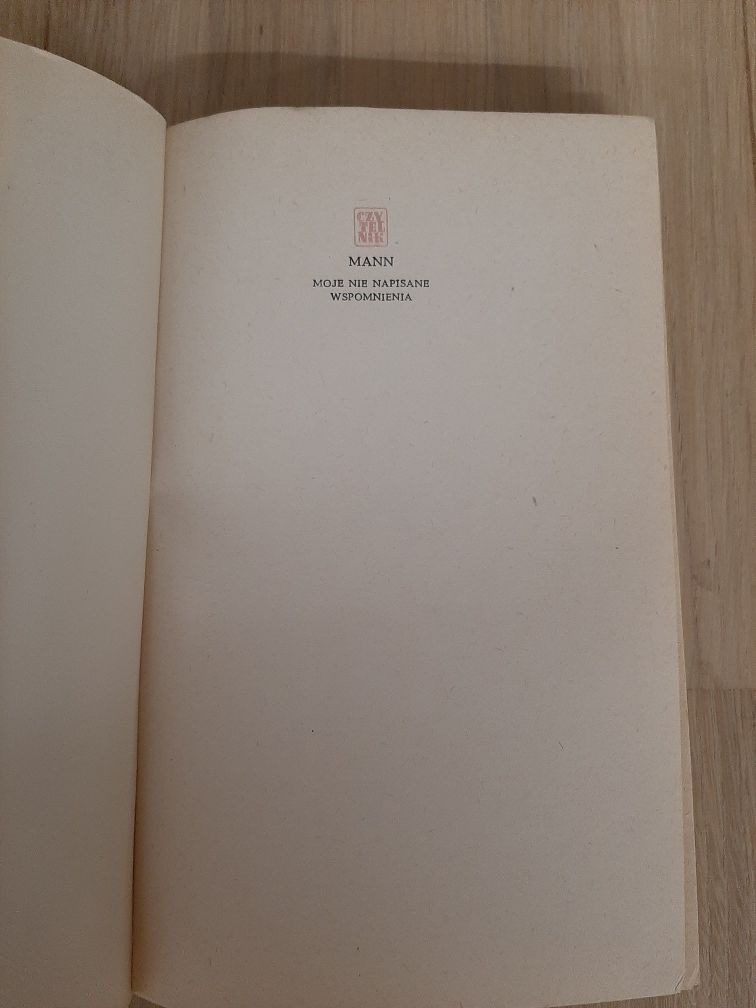 CZY
TEL
NIK
MANN
MOJE NIE NAPISANE
WSPOMNIENIA